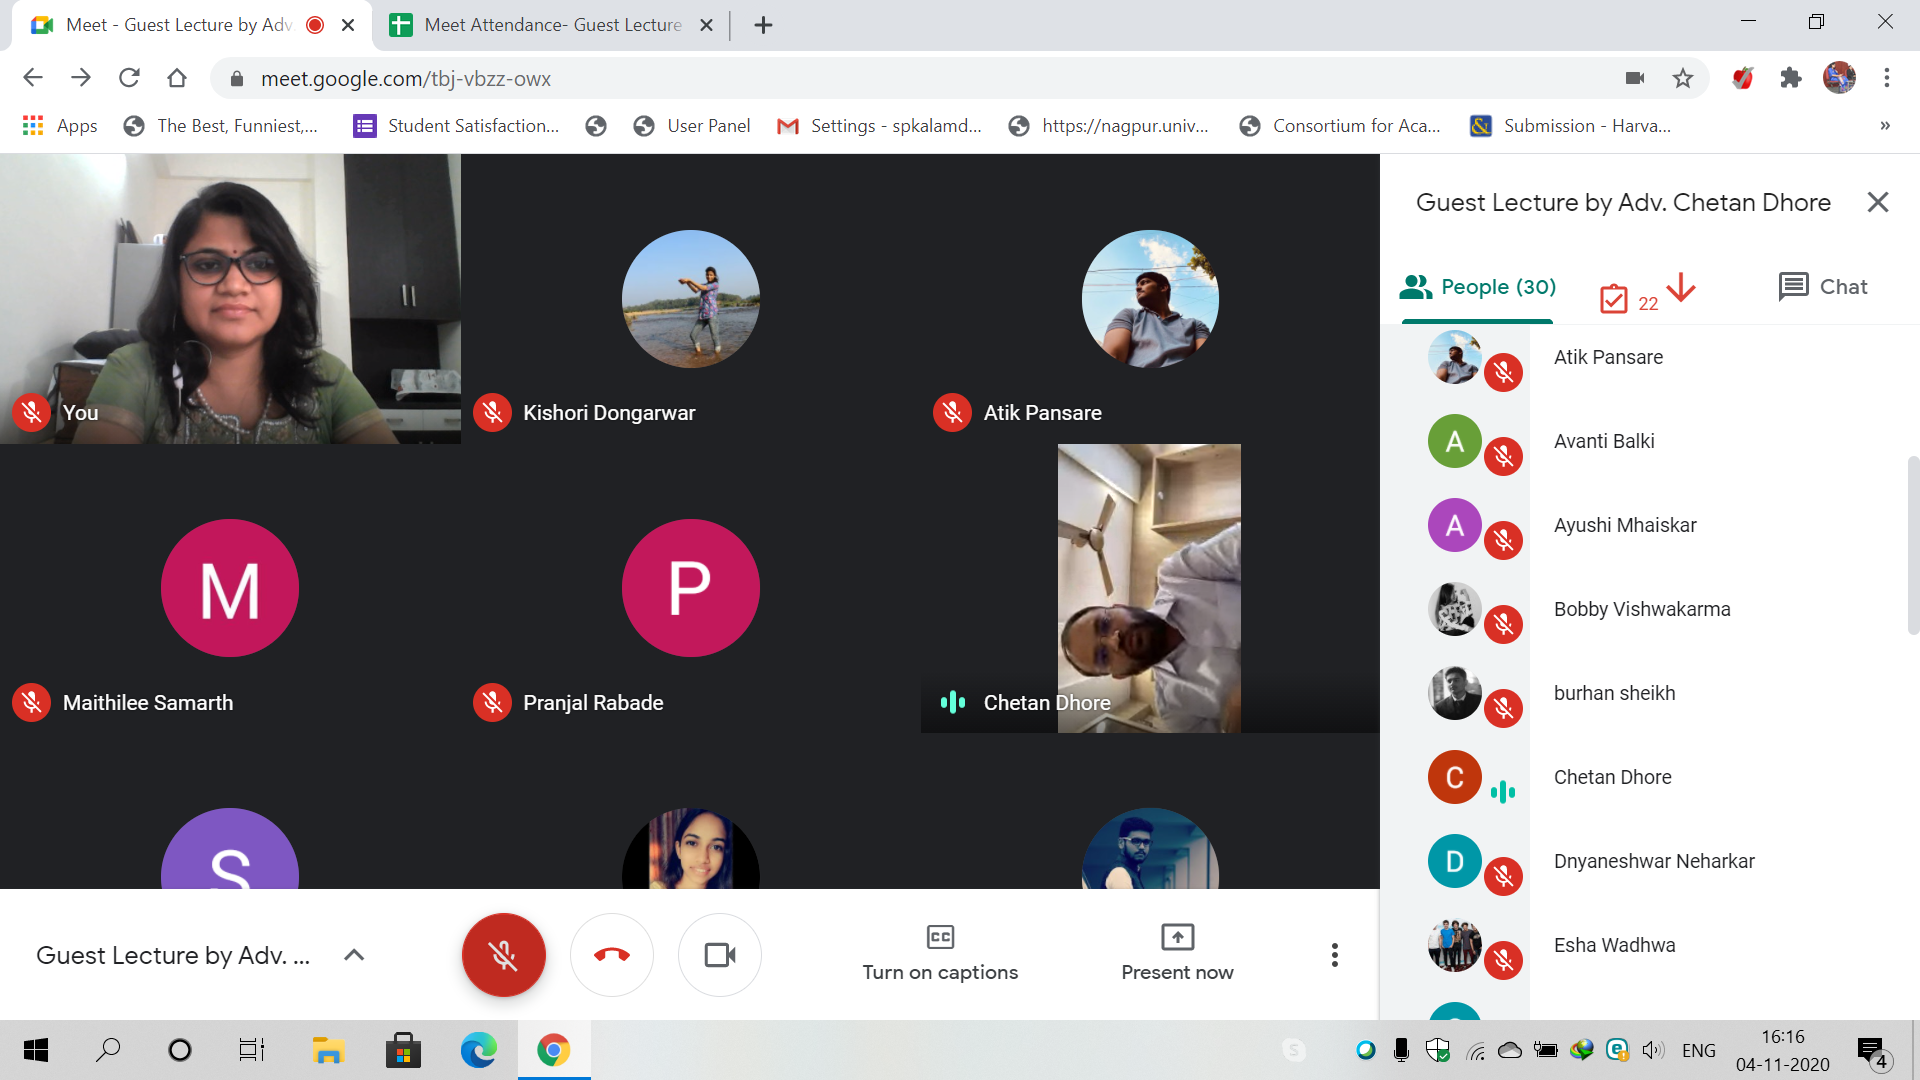 Meet - Guest Lecture by Adv
Meet Attendance- Guest Lecture
meet.google.com/tbj-vbzz-owx
Apps
The Best, Funniest,...
Student Satisfaction...
User Panel
Settings - spkalamd...
https://nagpur.univ...
Consortium for Aca...
Submission - Harva...
You
Kishori Dongarwar
Atik Pansare
M
Maithilee Samarth
P
Pranjal Rabade
Chetan Dhore
S
Guest Lecture by Adv. Chetan Dhore
People (30)
22
Chat
Atik Pansare
A
Avanti Balki
A
Ayushi Mhaiskar
Bobby Vishwakarma
burhan sheikh
C
Chetan Dhore
D
Dnyaneshwar Neharkar
Esha Wadhwa
Guest Lecture by Adv. ...
CC
Turn on captions
Present now
ENG
16:16
04-11-2020
4